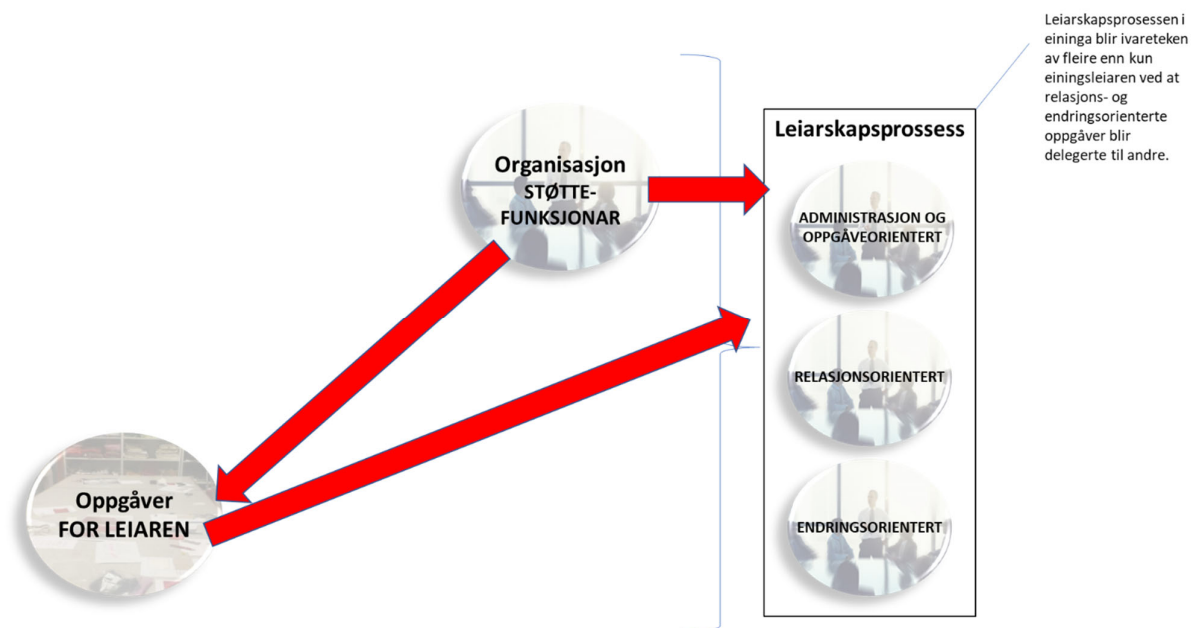 Leiarskapsprosessen i
eininga blir ivareteken
av fleire enn kun
einingsleiaren ved at
relasjons- og
endringsorienterte
oppgåver blir
delegerte til andre.
Leiarskapsprossess
Organisasjon
STØTTE-
FUNKSJONAR
ADMINISTRASJON OG
OPPGÅVEORIENTERT
RELASJONSORIENTERT
Oppgåver
FOR LEIAREN
ENDRINGSORIENTERT